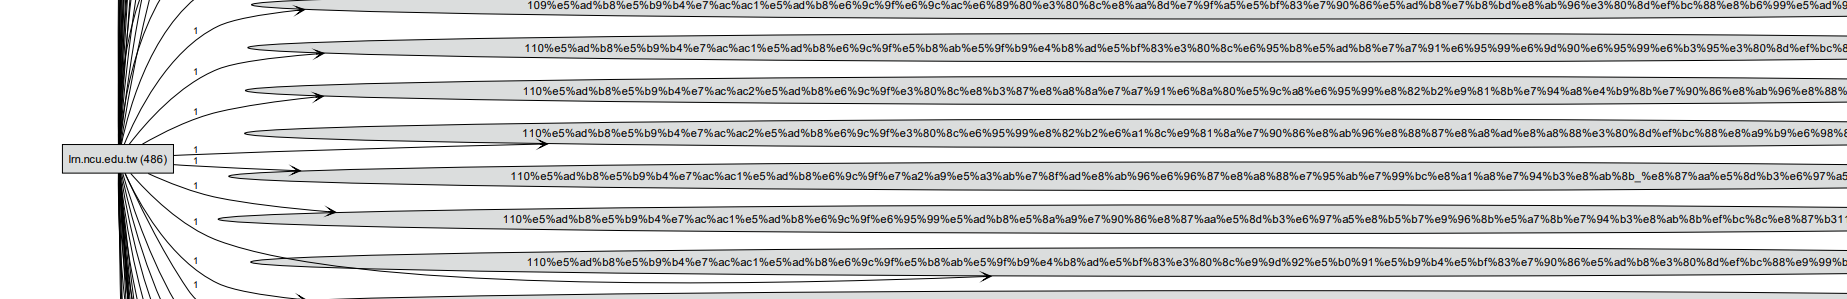 109%e5%ad%b8%e5%b9%b4%e7%ac%ac1%e5%ad%b8%e6%9c%9f%e6%9c%ac%e6%89%80%e3%80%8c%e8%aa%8d%e7%9f%a5%e5%bf%83%e7%90%86%e5%ad%b8%e7%b8%bd%e8%ab%96%e3%80%8d%ef%bc%88%e8%b6%99%e5%ad%9
1
110%e5%ad%b8%e5%b9%b4%e7%ac%ac1%e5%ad%b8%e6%9c%9f%e5%b8%ab%e5%9f%b9%e4%b8%ad%e5%bf%83%e3%80%8c%e6%95%b8%e5%ad%b8%e7%a7%91%e6%95%99%e6%9d%90%e6%95%99%e6%b3%95%e3%80%8d%ef%bc%8
1
110%e5%ad%b8%e5%b9%b4%e7%ac%ac2%e5%ad%b8%e6%9c%9f%e3%80%8c%e8%b3%87%e8%a8%8a%e7%a7%91%e6%8a%80%e5%9c%a8%e6%95%99%e8%82%b2%e9%81%8b%e7%94%a8%e4%b9%8b%e7%90%86%e8%ab%96%e8%88%
1
110%e5%ad%b8%e5%b9%b4%e7%ac%ac2%e5%ad%b8%e6%9c%9f%e3%80%8c%e6%95%99%e8%82%b2%e6%a1%8c%e9%81%8a%e7%90%86%e8%ab%96%e8%88%87%e8%a8%ad%e8%a8%88%e3%80%8d%ef%bc%88%e8%a9%b9%e6%98%8
1
lrn.ncu.edu.tw (486)
1
110%e5%ad%b8%e5%b9%b4%e7%ac%ac1%e5%ad%b8%e6%9c%9f%e7%a2%a9%e5%a3%ab%e7%8f%ad%e8%ab%96%e6%96%87%e8%a8%88%e7%95%ab%e7%99%bc%e8%a1%a8%e7%94%b3%e8%ab%8b_%e8%87%aa%e5%8d%b3%e6%97%a5
1
110%e5%ad%b8%e5%b9%b4%e7%ac%ac1%e5%ad%b8%e6%9c%9f%e6%95%99%e5%ad%b8%e5%8a%a9%e7%90%86%e8%87%aa%e5%8d%b3%e6%97%a5%e8%b5%b7%e9%96%8b%e5%a7%8b%e7%94%b3%e8%ab%8b%ef%bc%8c%e8%87%b311
1
110%e5%ad%b8%e5%b9%b4%e7%ac%ac1%e5%ad%b8%e6%9c%9f%e5%b8%ab%e5%9f%b9%e4%b8%ad%e5%bf%83%e3%80%8c%e9%9d%92%e5%b0%91%e5%b9%b4%e5%bf%83%e7%90%86%e5%ad%b8%e3%80%8d%ef%bc%88%e9%99%b
1
1